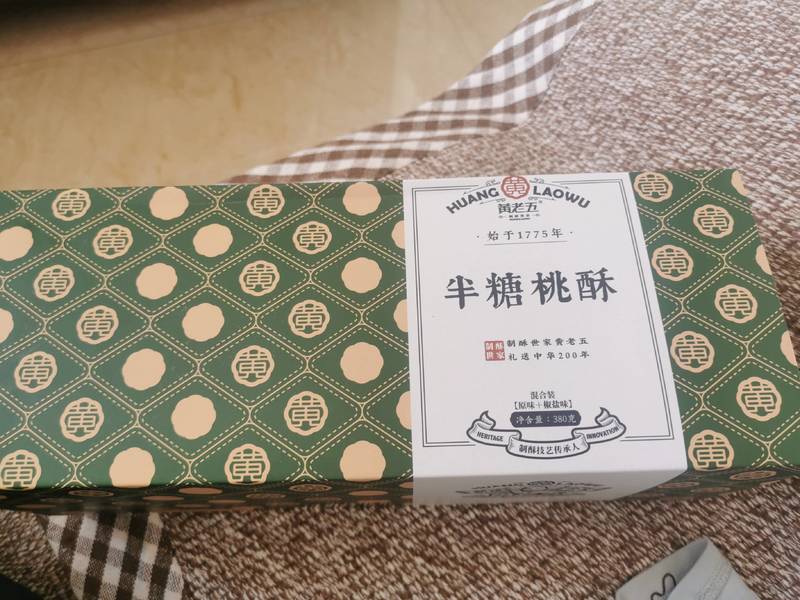 HUANG LAOWU
黄老五
· 始于1775年 ·
半糖桃酥
制酥世家 制酥世家黄老五
礼送中华200年
混合装
【原味+椒盐味】
净含量:380克
HERITAGE INNOVATION
制酥技艺传承人